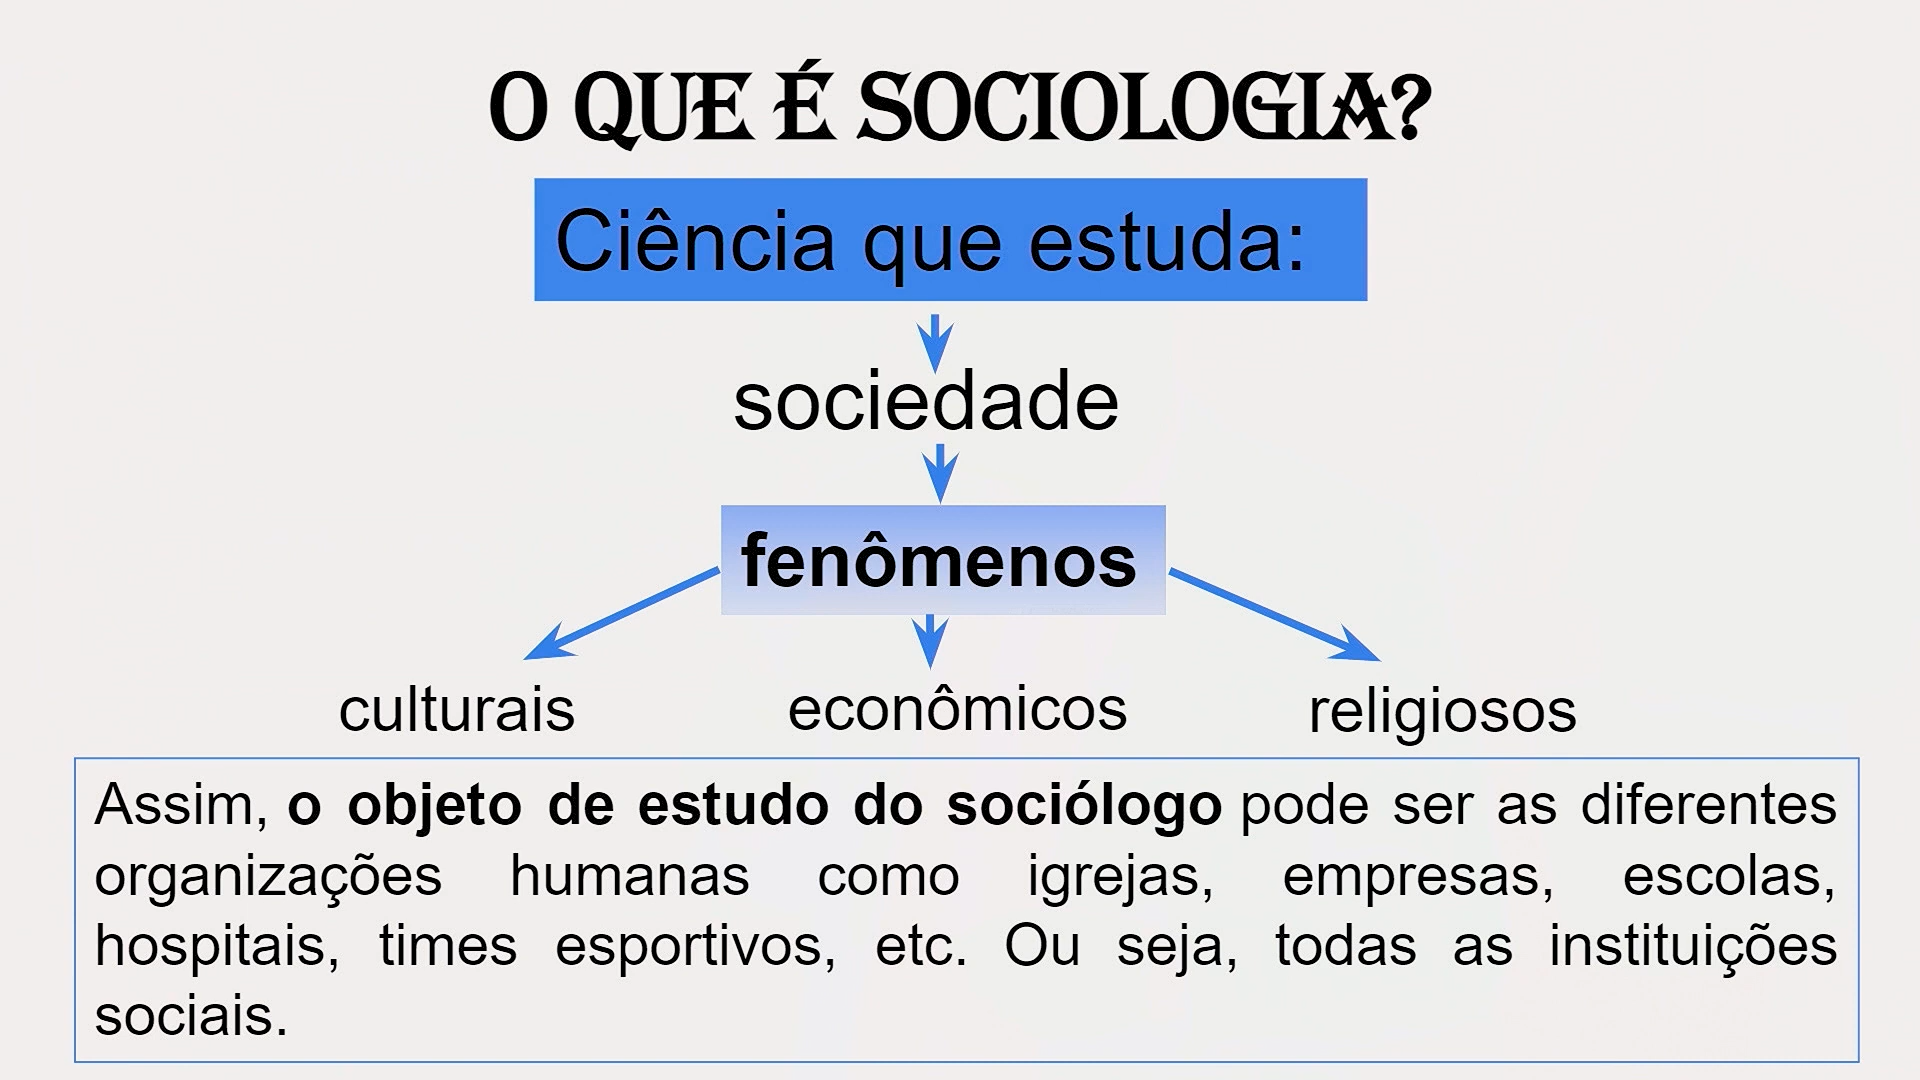 O QUE É SOCIOLOGIA?
Ciência que estuda:
sociedade
fenômenos
culturais econômicos religiosos
Assim, o objeto de estudo do sociólogo pode ser as diferentes
organizações humanas como igrejas, empresas, escolas,
hospitais, times esportivos, etc. Ou seja, todas as instituições
sociais.